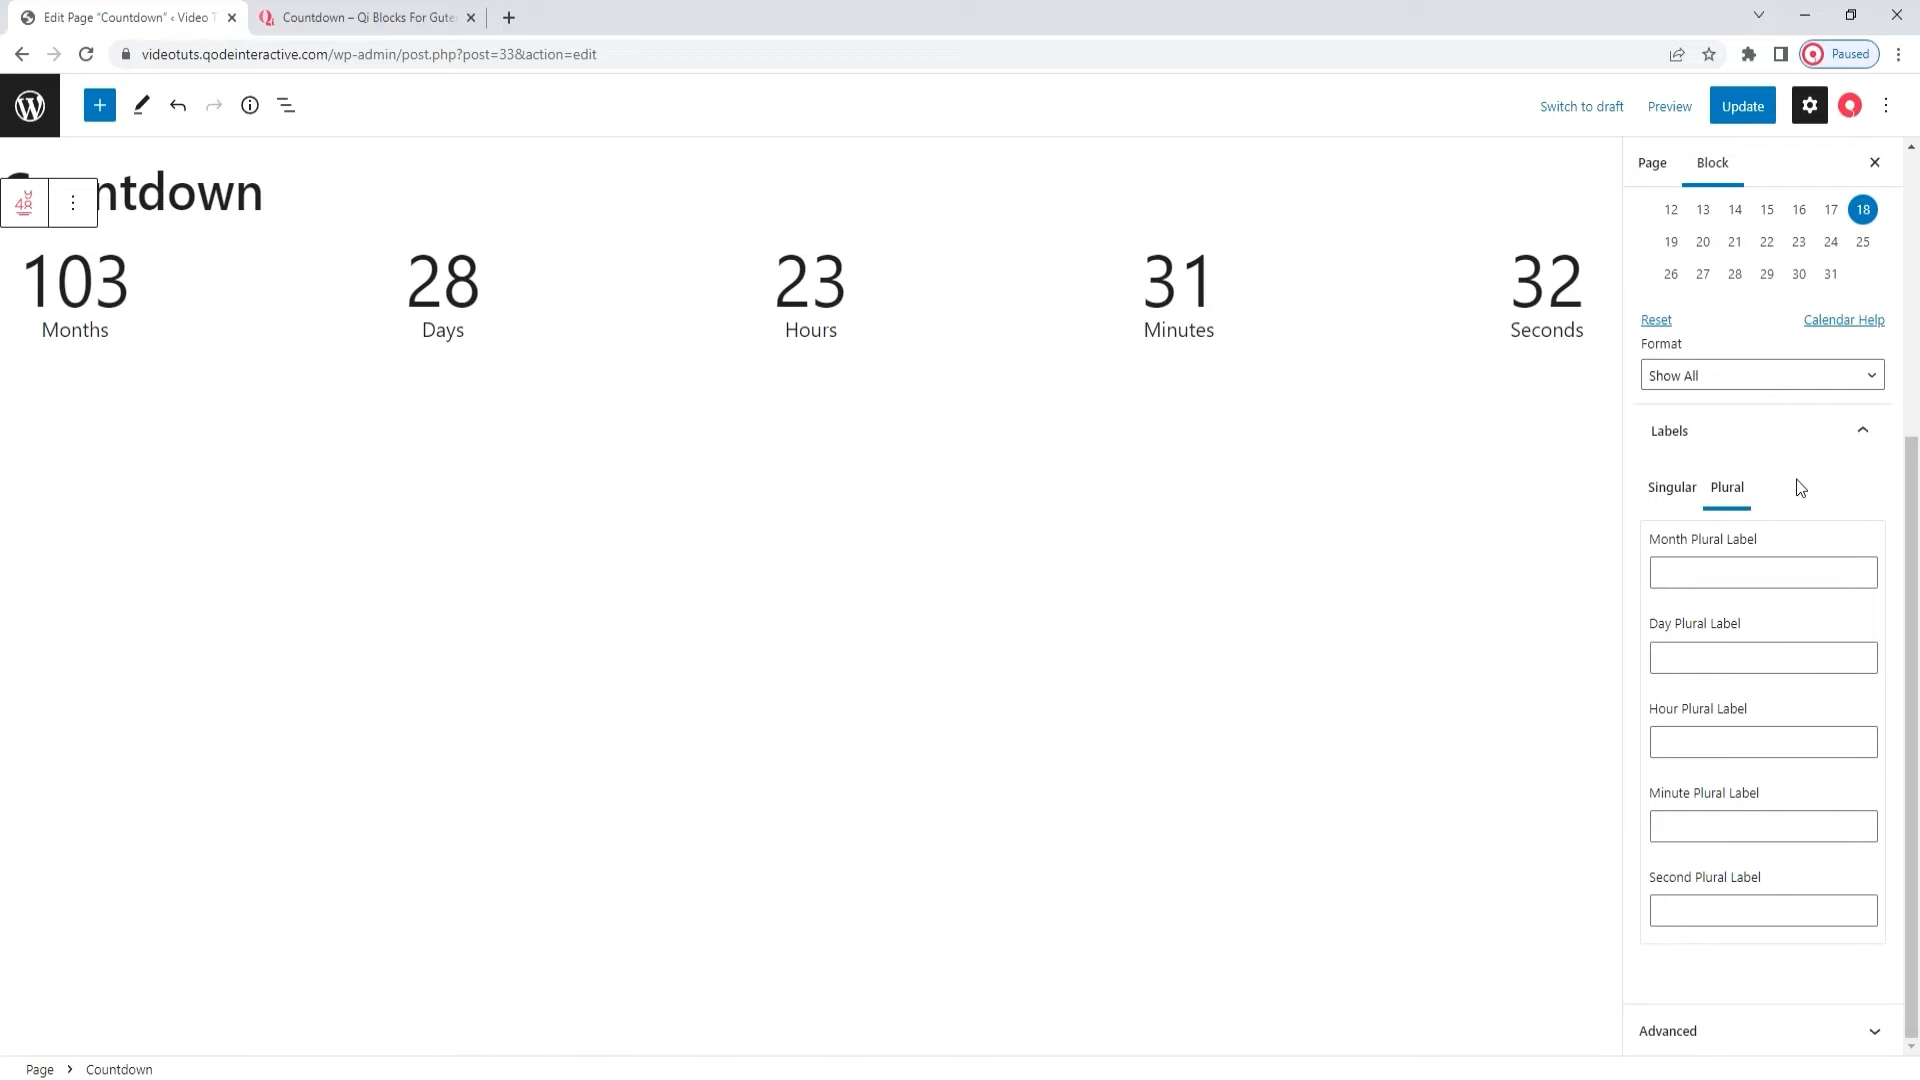 Edit Page "Countdown" ‹ Video T
Countdown – Qi Blocks For Gute
videotuts.qodeinteractive.com/wp-admin/post.php?post=33&action=edit
Paused
Switch to draft
Preview
Update
Page
Block
ntdown
12 13 14 15 16 17 18
19 20 21 22 23 24 25
26 27 28 29 30 31
103 28 23 31 32
Months Days Hours Minutes Seconds
Reset
Calendar Help
Format
Show All
Labels
Singular
Plural
Month Plural Label
Day Plural Label
Hour Plural Label
Minute Plural Label
Second Plural Label
Advanced
Page › Countdown